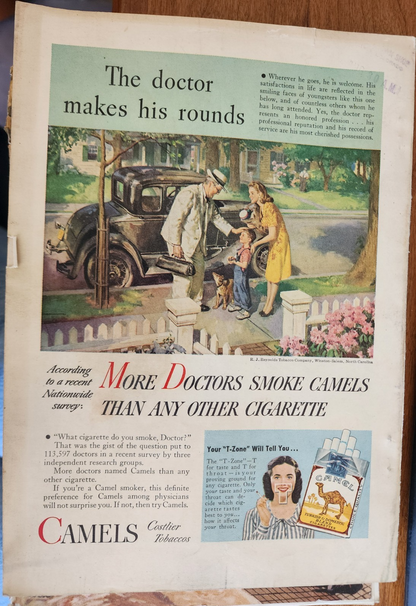 The doctor
makes his rounds
● Wherever he goes, he is welcome. His
satisfactions in life are reflected in the
smiling faces of youngsters like this one
below, and of countless others whom he
has long attended. Yes, the doctor rep-
resents an honored profession . . . his
professional reputation and his record of
service are his most cherished possessions.
R. J. Reynolds Tobacco Company, Winston-Salem, North Carolina
According
to a recent
Nationwide
survey:
MORE DOCTORS SMOKE CAMELS
THAN ANY OTHER CIGARETTE
● "What cigarette do you smoke, Doctor?"
That was the gist of the question put to
113,597 doctors in a recent survey by three
independent research groups.
More doctors named Camels than any
other cigarette.
If you're a Camel smoker, this definite
preference for Camels among physicians
will not surprise you. If not, then try Camels.
CAMELS
Costlier
Tobaccos
Your "T-Zone" Will Tell You...
The "T-Zone"—T
for taste and T for
throat—is your
proving ground for
any cigarette. Only
your taste and your
throat can de-
cide which cig-
arette tastes
best to you...
how it affects
your throat.
CAMEL